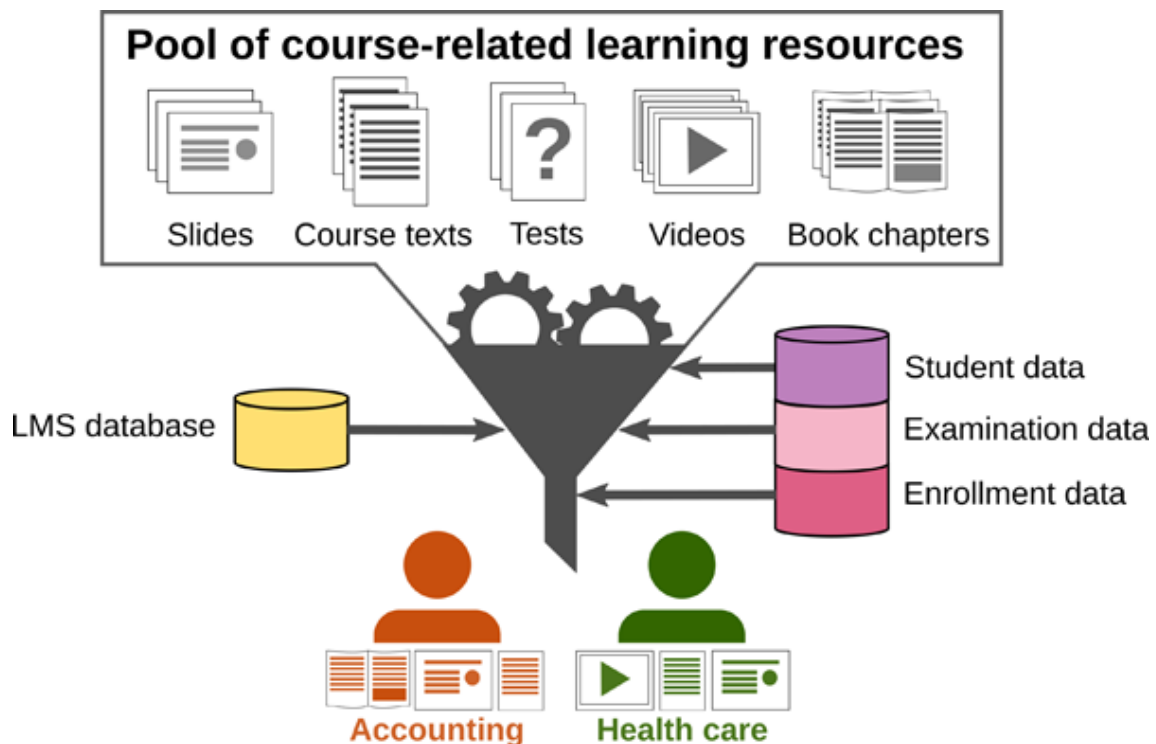 Pool of course-related learning resources
?
Slides
Course texts
Tests
Videos
Book chapters
LMS database
Student data
Examination data
Enrollment data
Accounting
Health care